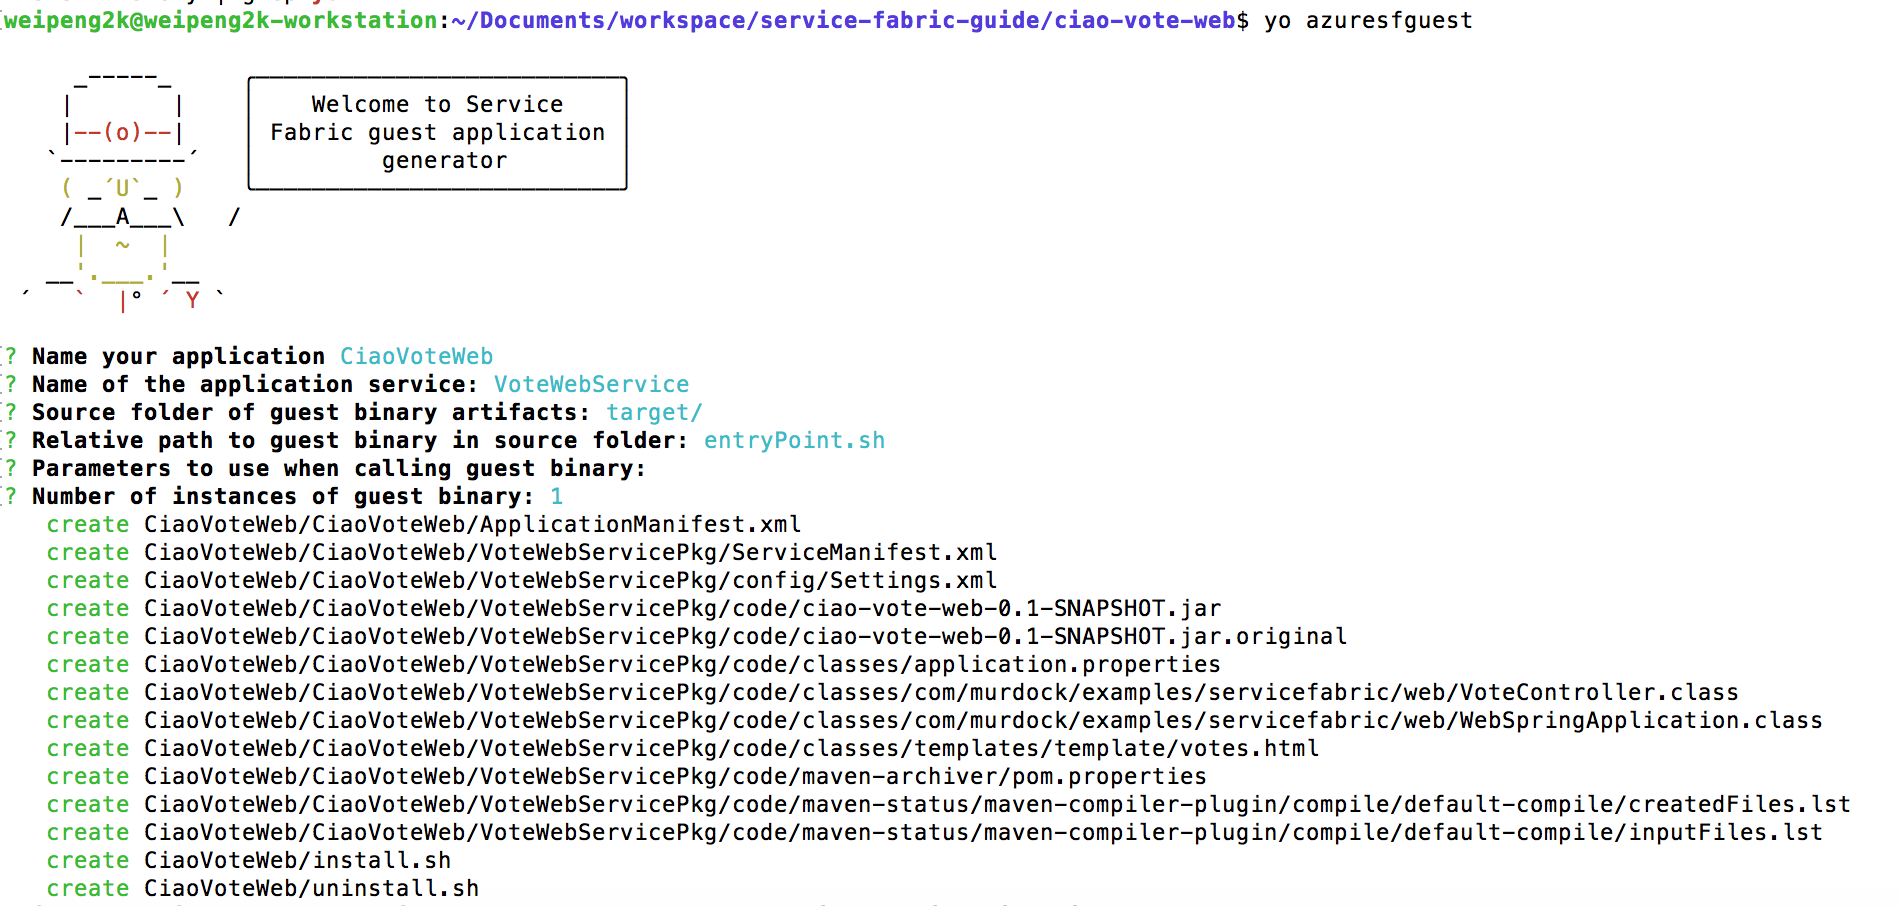 weipeng2k@weipeng2k-workstation:~/Documents/workspace/service-fabric-guide/ciao-vote-web$ yo azuresfguest
     _-----_
    |       |
    |--(o)--|
   `---------´
    ( _´U`_ )
    /___A___\   /
     |  ~  |
   __'.___.'__
 ´   `  |° ´ Y `
Welcome to Service
Fabric guest application
generator
? Name your application CiaoVoteWeb
? Name of the application service: VoteWebService
? Source folder of guest binary artifacts: target/
? Relative path to guest binary in source folder: entryPoint.sh
? Parameters to use when calling guest binary:
? Number of instances of guest binary: 1
create CiaoVoteWeb/CiaoVoteWeb/ApplicationManifest.xml
create CiaoVoteWeb/CiaoVoteWeb/VoteWebServicePkg/ServiceManifest.xml
create CiaoVoteWeb/CiaoVoteWeb/VoteWebServicePkg/config/Settings.xml
create CiaoVoteWeb/CiaoVoteWeb/VoteWebServicePkg/code/ciao-vote-web-0.1-SNAPSHOT.jar
create CiaoVoteWeb/CiaoVoteWeb/VoteWebServicePkg/code/ciao-vote-web-0.1-SNAPSHOT.jar.original
create CiaoVoteWeb/CiaoVoteWeb/VoteWebServicePkg/code/classes/application.properties
create CiaoVoteWeb/CiaoVoteWeb/VoteWebServicePkg/code/classes/com/murdock/examples/servicefabric/web/VoteController.class
create CiaoVoteWeb/CiaoVoteWeb/VoteWebServicePkg/code/classes/com/murdock/examples/servicefabric/web/WebSpringApplication.class
create CiaoVoteWeb/CiaoVoteWeb/VoteWebServicePkg/code/classes/templates/template/votes.html
create CiaoVoteWeb/CiaoVoteWeb/VoteWebServicePkg/code/maven-archiver/pom.properties
create CiaoVoteWeb/CiaoVoteWeb/VoteWebServicePkg/code/maven-status/maven-compiler-plugin/compile/default-compile/createdFiles.lst
create CiaoVoteWeb/CiaoVoteWeb/VoteWebServicePkg/code/maven-status/maven-compiler-plugin/compile/default-compile/inputFiles.lst
create CiaoVoteWeb/install.sh
create CiaoVoteWeb/uninstall.sh